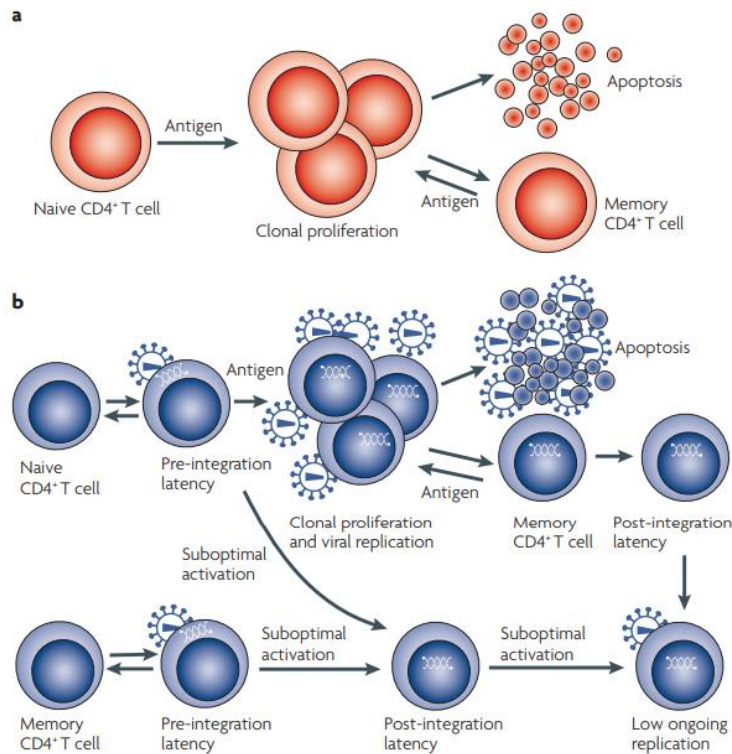 a
Antigen
Apoptosis
Naive CD4⁺ T cell
Clonal proliferation
Antigen
Memory
CD4⁺ T cell
b
Antigen
Apoptosis
Naive
CD4⁺ T cell
Pre-integration
latency
Clonal proliferation
and viral replication
Antigen
Memory
CD4⁺ T cell
Post-integration
latency
Suboptimal
activation
Suboptimal
activation
Suboptimal
activation
Memory
CD4⁺ T cell
Pre-integration
latency
Post-integration
latency
Low ongoing
replication